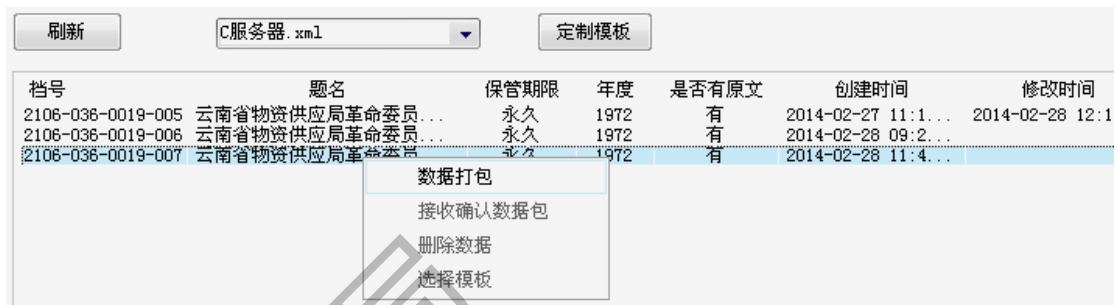 刷新 C服务器.xml 定制模板
档号 题名 保管期限 年度 是否有原文 创建时间 修改时间
2106-036-0019-005 云南省物资供应局革命委员... 永久 1972 有 2014-02-27 11:1... 2014-02-28 12:1
2106-036-0019-006 云南省物资供应局革命委员... 永久 1972 有 2014-02-28 09:2...
2106-036-0019-007 云南省物资供应局革命委员 永久 1972 有 2014-02-28 11:4...
数据打包
接收确认数据包
删除数据
选择模板